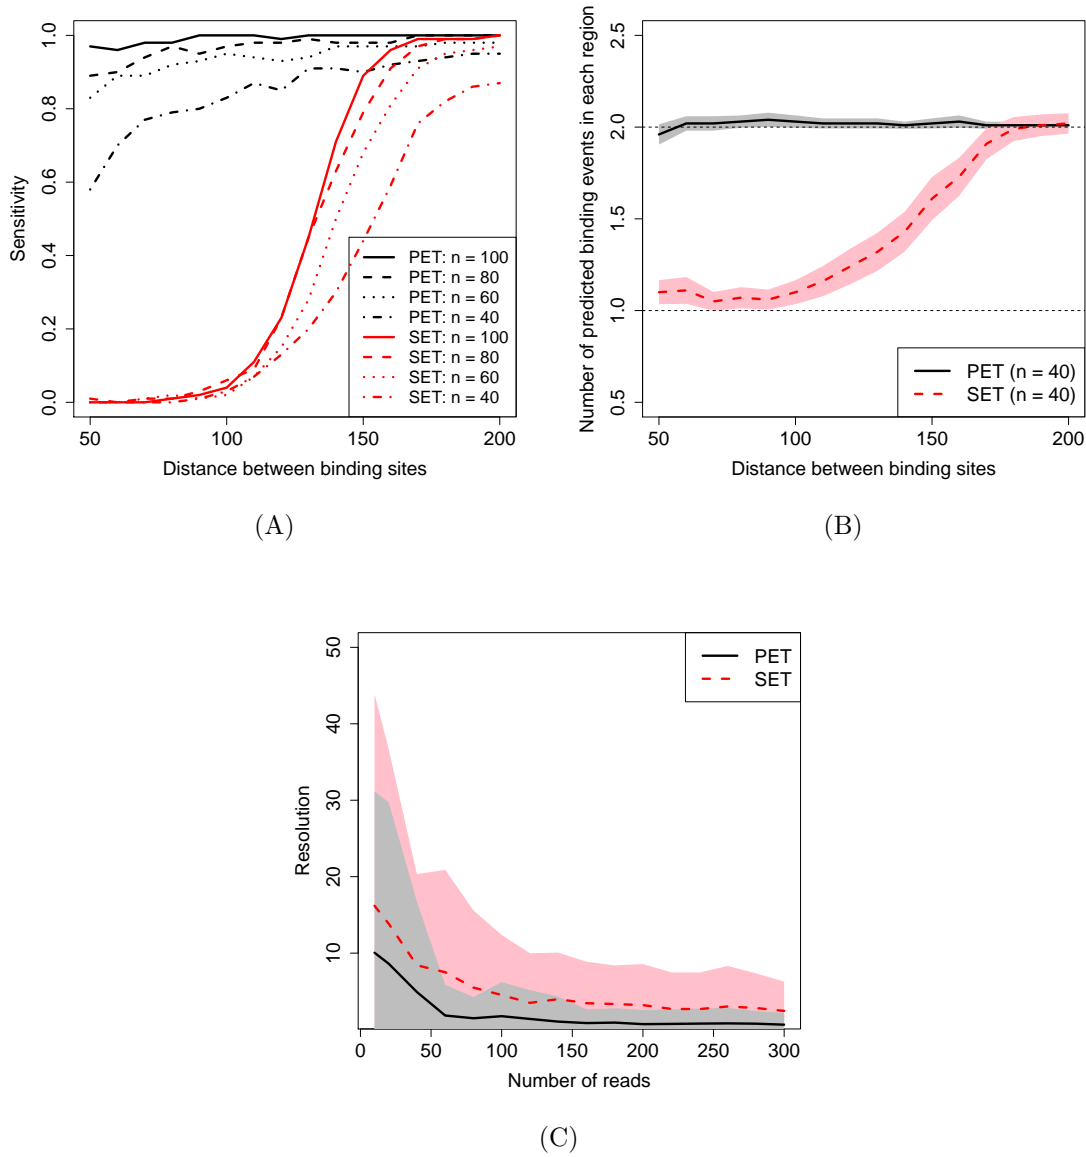 Sensitivity
1.0
0.8
0.6
0.4
0.2
0.0
PET: n = 100
PET: n = 80
PET: n = 60
PET: n = 40
SET: n = 100
SET: n = 80
SET: n = 60
SET: n = 40
50
100
150
200
Distance between binding sites
(A)
Number of predicted binding events in each region
2.5
2.0
1.5
1.0
0.5
PET (n = 40)
SET (n = 40)
50
100
150
200
Distance between binding sites
(B)
Resolution
50
40
30
20
10
PET
SET
0
50
100
150
200
250
300
Number of reads
(C)